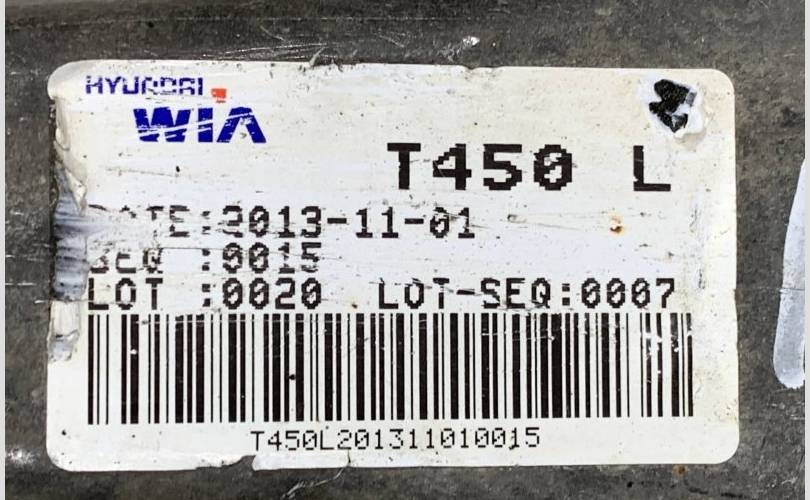 HYUNDAI
WIA
T450 L
DATE:2013-11-01
SEQ :0015
LOT :0020 LOT-SEQ:0007
T450L201311010015